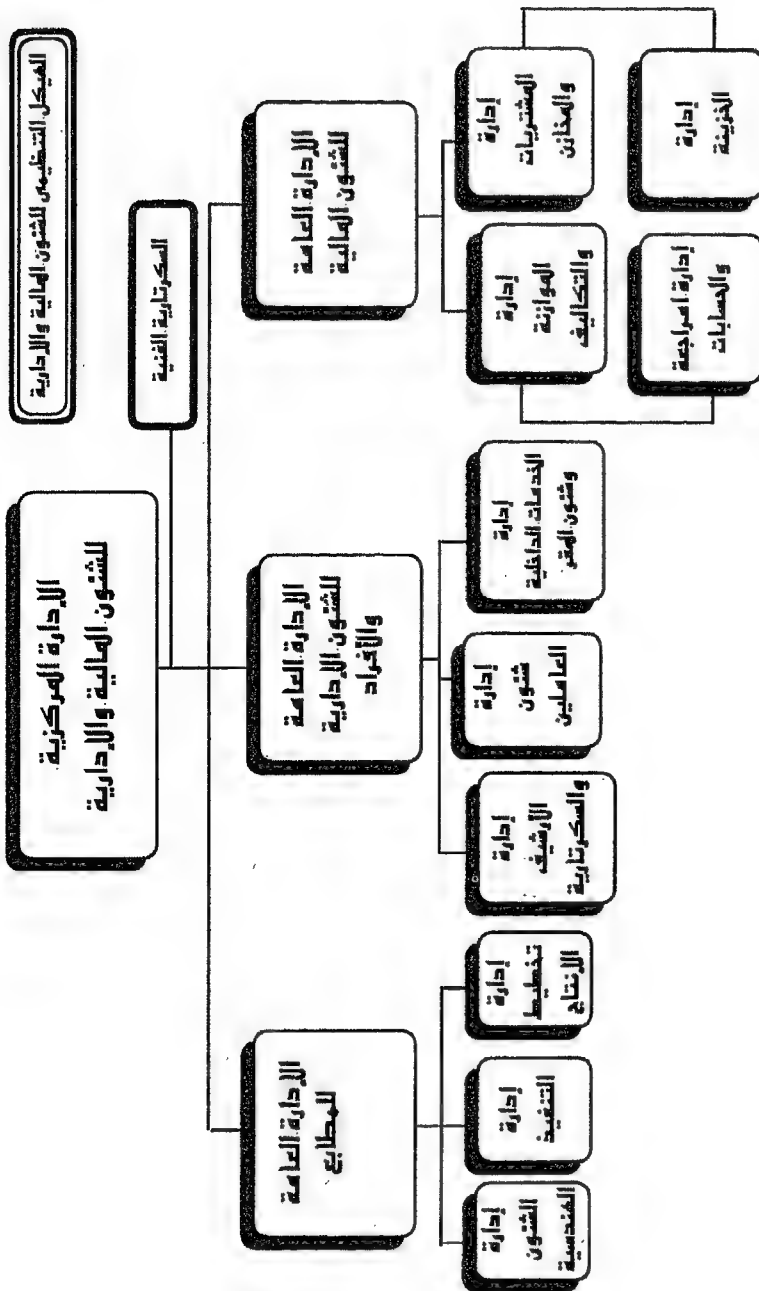 الهيكل التنظيمى للشئون المالية والإدارية
الإدارة المركزية
للشئون المالية والإدارية
السكرتارية الفنية
الإدارة العامة
للشئون المالية
الإدارة العامة
للشئون الإدارية
والأفراد
الإدارة العامة
للمطابع
إدارة
المشتريات
والمخازن
إدارة
الموازنة
والتكاليف
إدارة
الخزينة
إدارة امراجعة
والحسابات
إدارة
الخدمات الداخلية
وشئون المقر
إدارة
شئون
العاملين
إدارة
الأرشيف
والسكرتارية
إدارة
تخطيط
الإنتاج
إدارة
التنفيذ
إدارة
الشئون
الهندسية